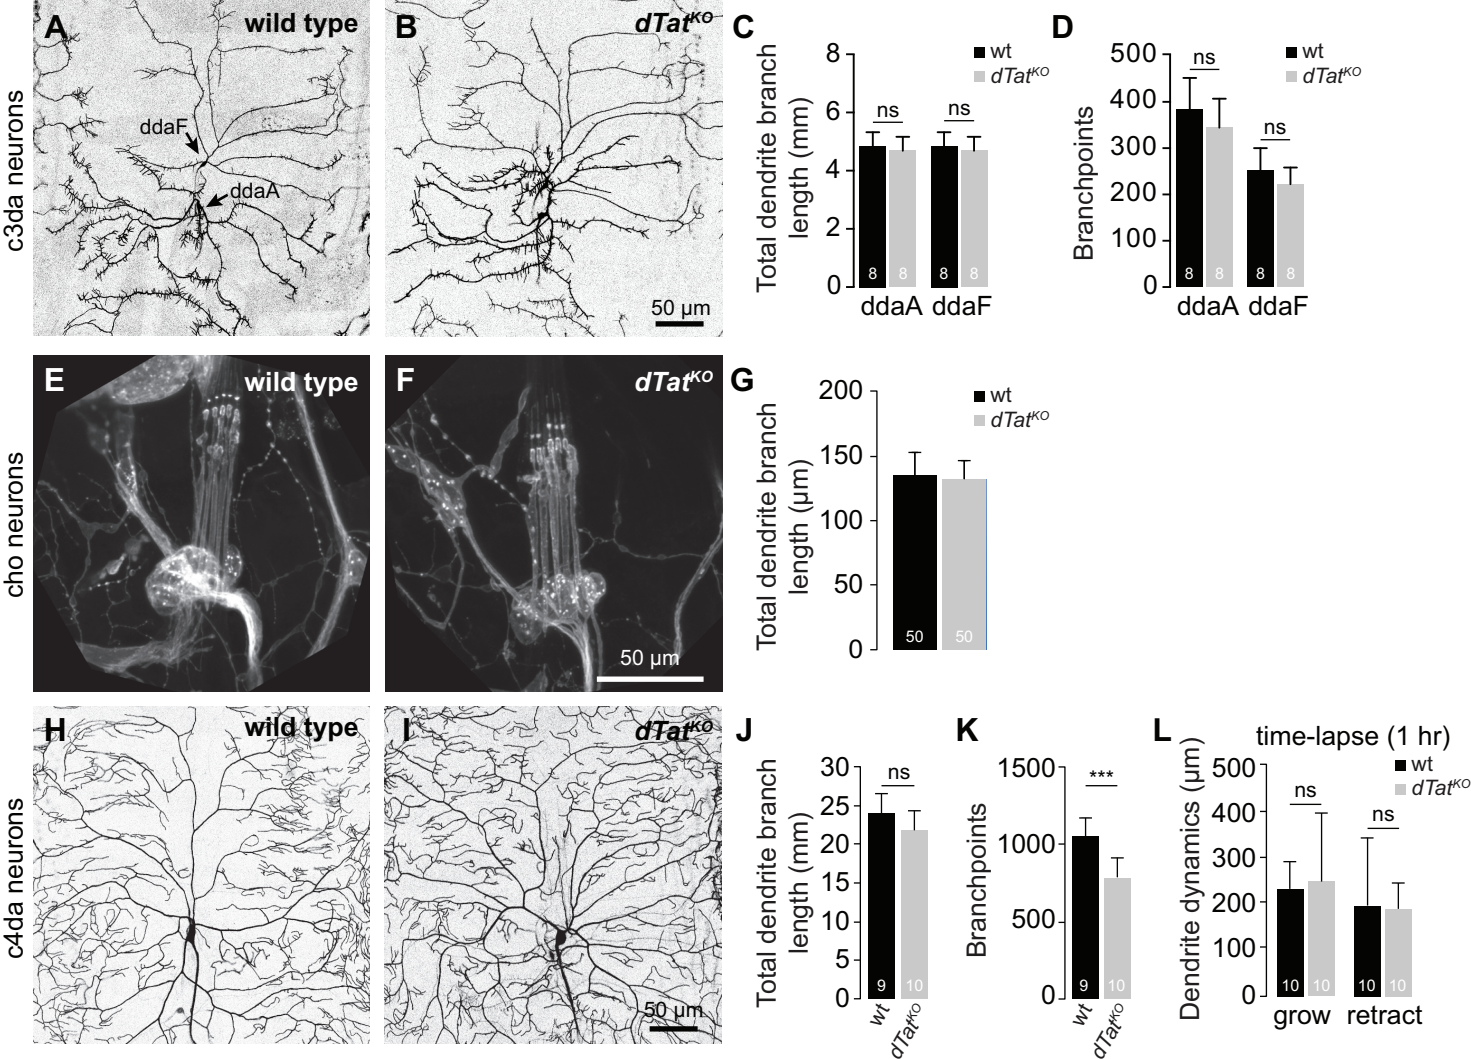 A wild type
ddaF
ddaA
c3da neurons
B dTatKO
50 µm
C
wt
dTatKO
Total dendrite branch
length (mm)
8
6
4
2
0
ns
ns
8
8
8
8
ddaA ddaF
D
wt
dTatKO
Branchpoints
500
400
300
200
100
0
ns
ns
8
8
8
8
ddaA ddaF
E wild type
cho neurons
F dTatKO
50 µm
G
wt
dTatKO
Total dendrite branch
length (µm)
200
150
100
50
0
50
50
H wild type
c4da neurons
I dTatKO
50 µm
J
Total dendrite branch
length (mm)
30
25
20
15
10
5
0
ns
9
10
wt
dTatKO
K
Branchpoints
1500
1000
500
0
***
9
10
wt
dTatKO
L
time-lapse (1 hr)
wt
dTatKO
Dendrite dynamics (µm)
500
400
300
200
100
0
ns
ns
10
10
10
10
grow retract